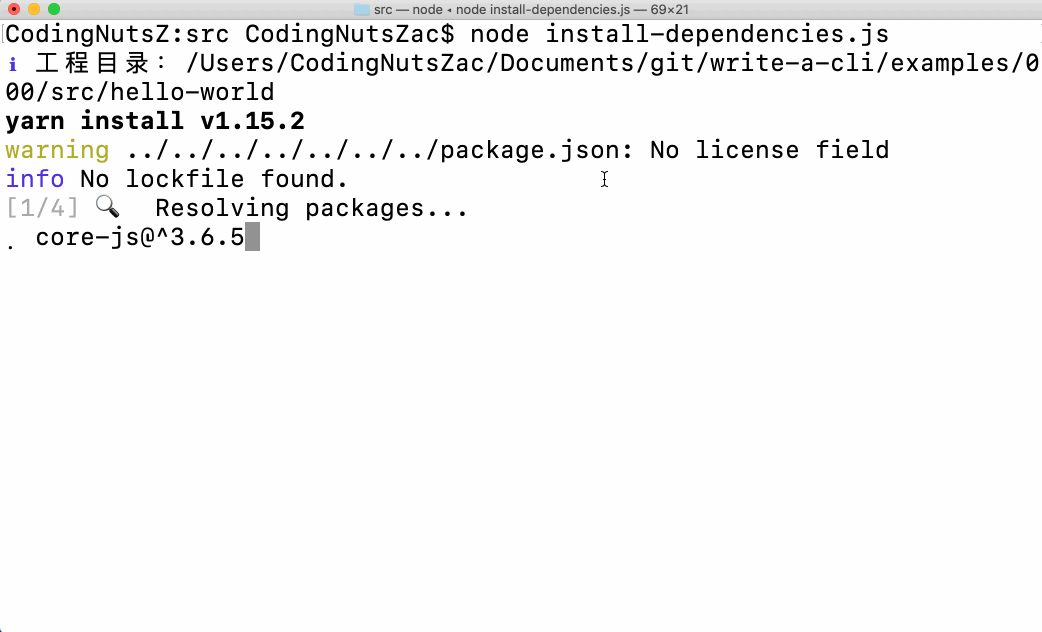 src — node ◂ node install-dependencies.js — 69×21
CodingNutsZ:src CodingNutsZac$ node install-dependencies.js
ℹ 工程目录: /Users/CodingNutsZac/Documents/git/write-a-cli/examples/0
00/src/hello-world
yarn install v1.15.2
warning ../../../../../../../package.json: No license field
info No lockfile found.
[1/4] 🔍  Resolving packages...
. core-js@^3.6.5